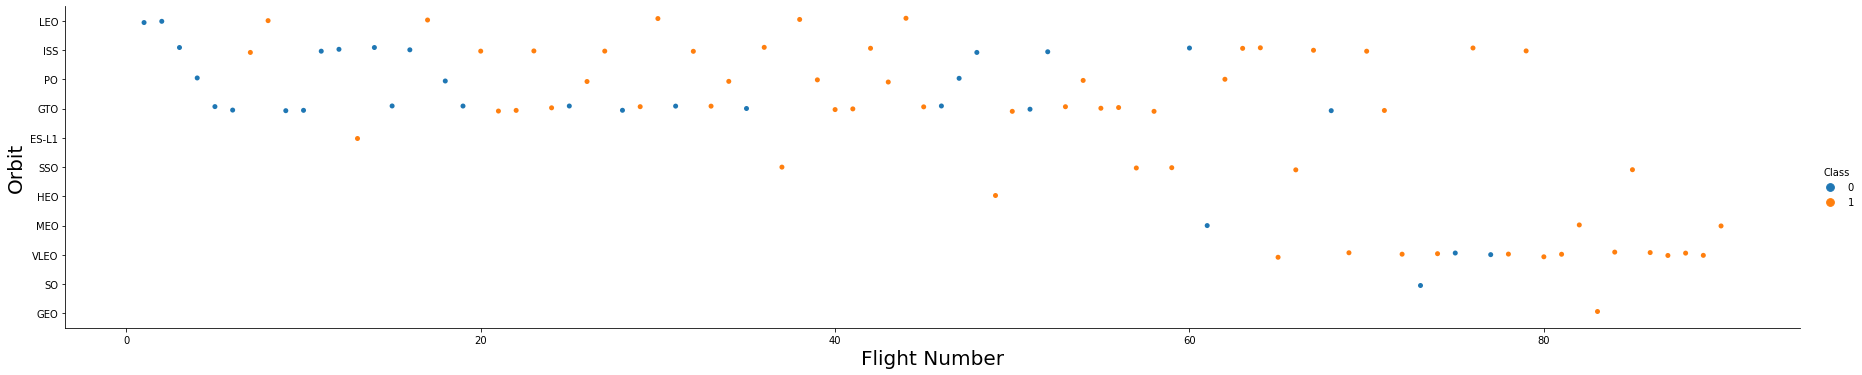 LEO
ISS
PO
GTO
ES-L1
SSO
HEO
MEO
VLEO
SO
GEO
Orbit
0 20 40 60 80
Flight Number
Class
0
1